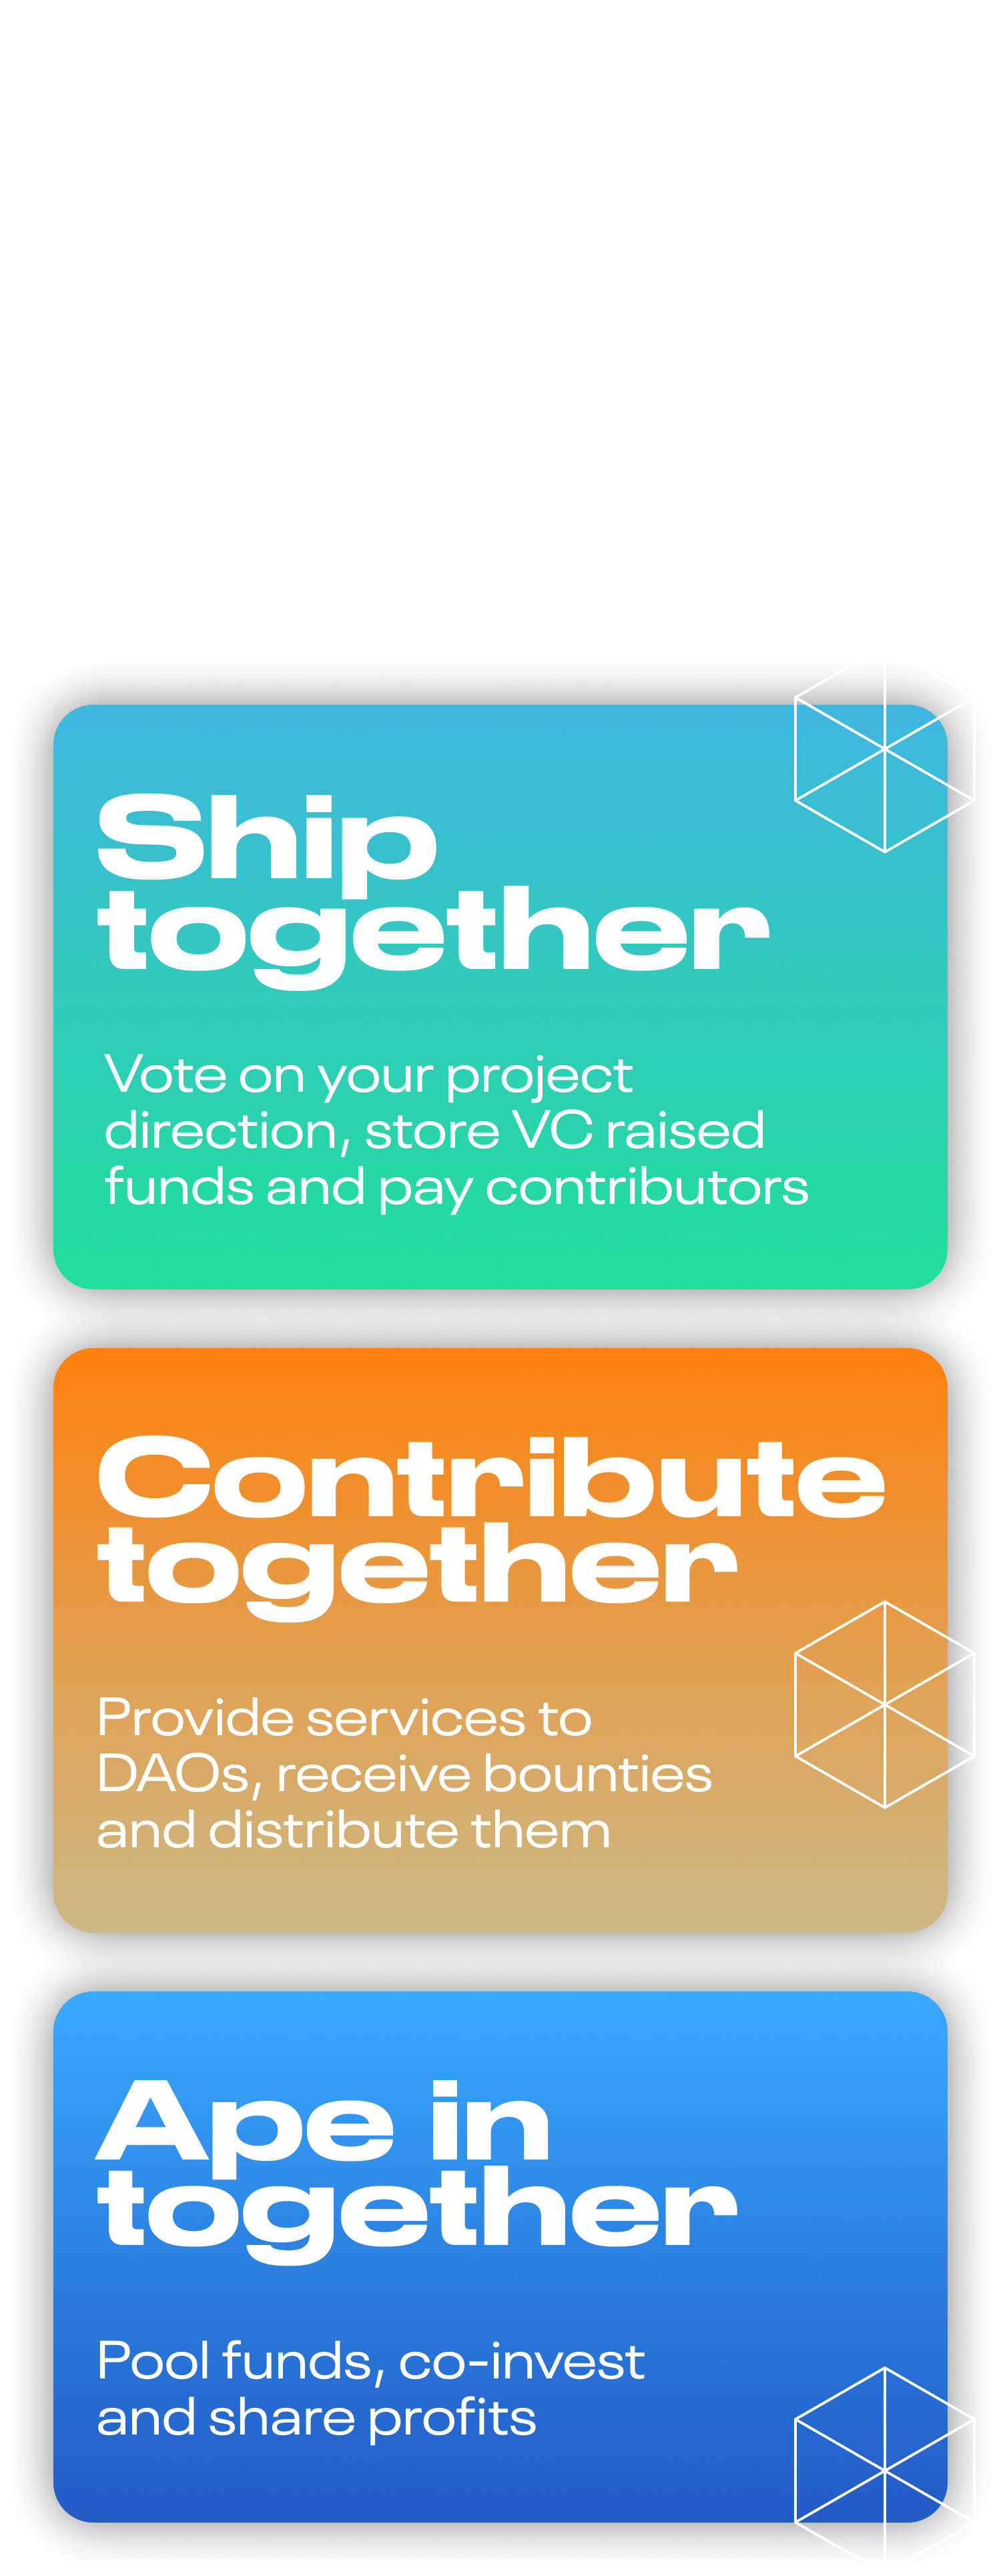 Ship
together
Vote on your project
direction, store VC raised
funds and pay contributors
Contribute
together
Provide services to
DAOs, receive bounties
and distribute them
Ape in
together
Pool funds, co-invest
and share profits